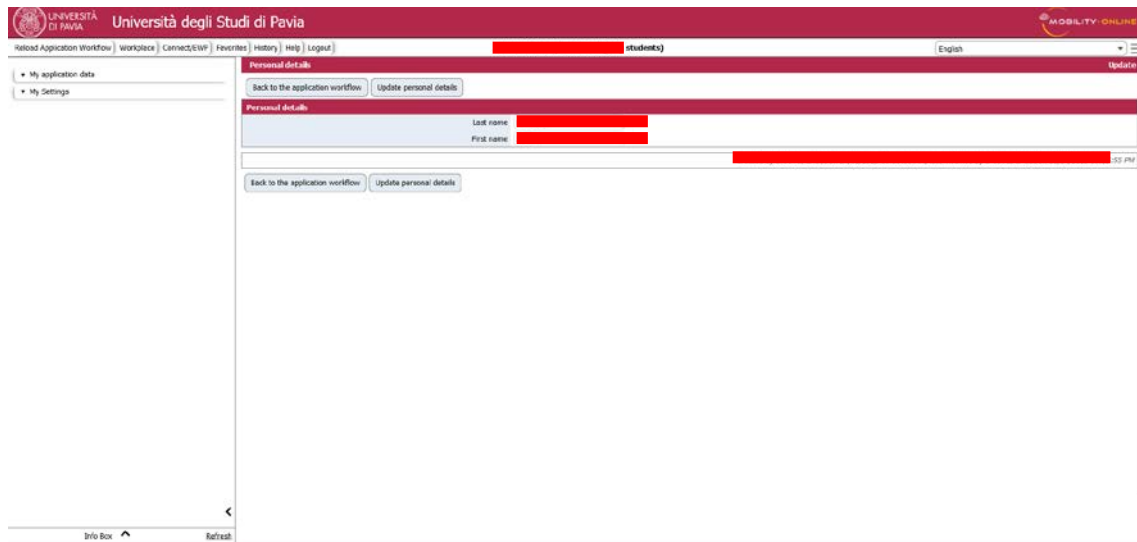 UNIVERSITÀ
DI PAVIA
Università degli Studi di Pavia
MOBILITY-ONLINE
Reload Application Workflow Workplace Connect/EWP Favorites History Help Logout students) English
My application data
My Settings
Personal details Update
Back to the application workflow Update personal details
Personal details
Last name
First name
:55 PM
Back to the application workflow Update personal details
Info Box Refresh